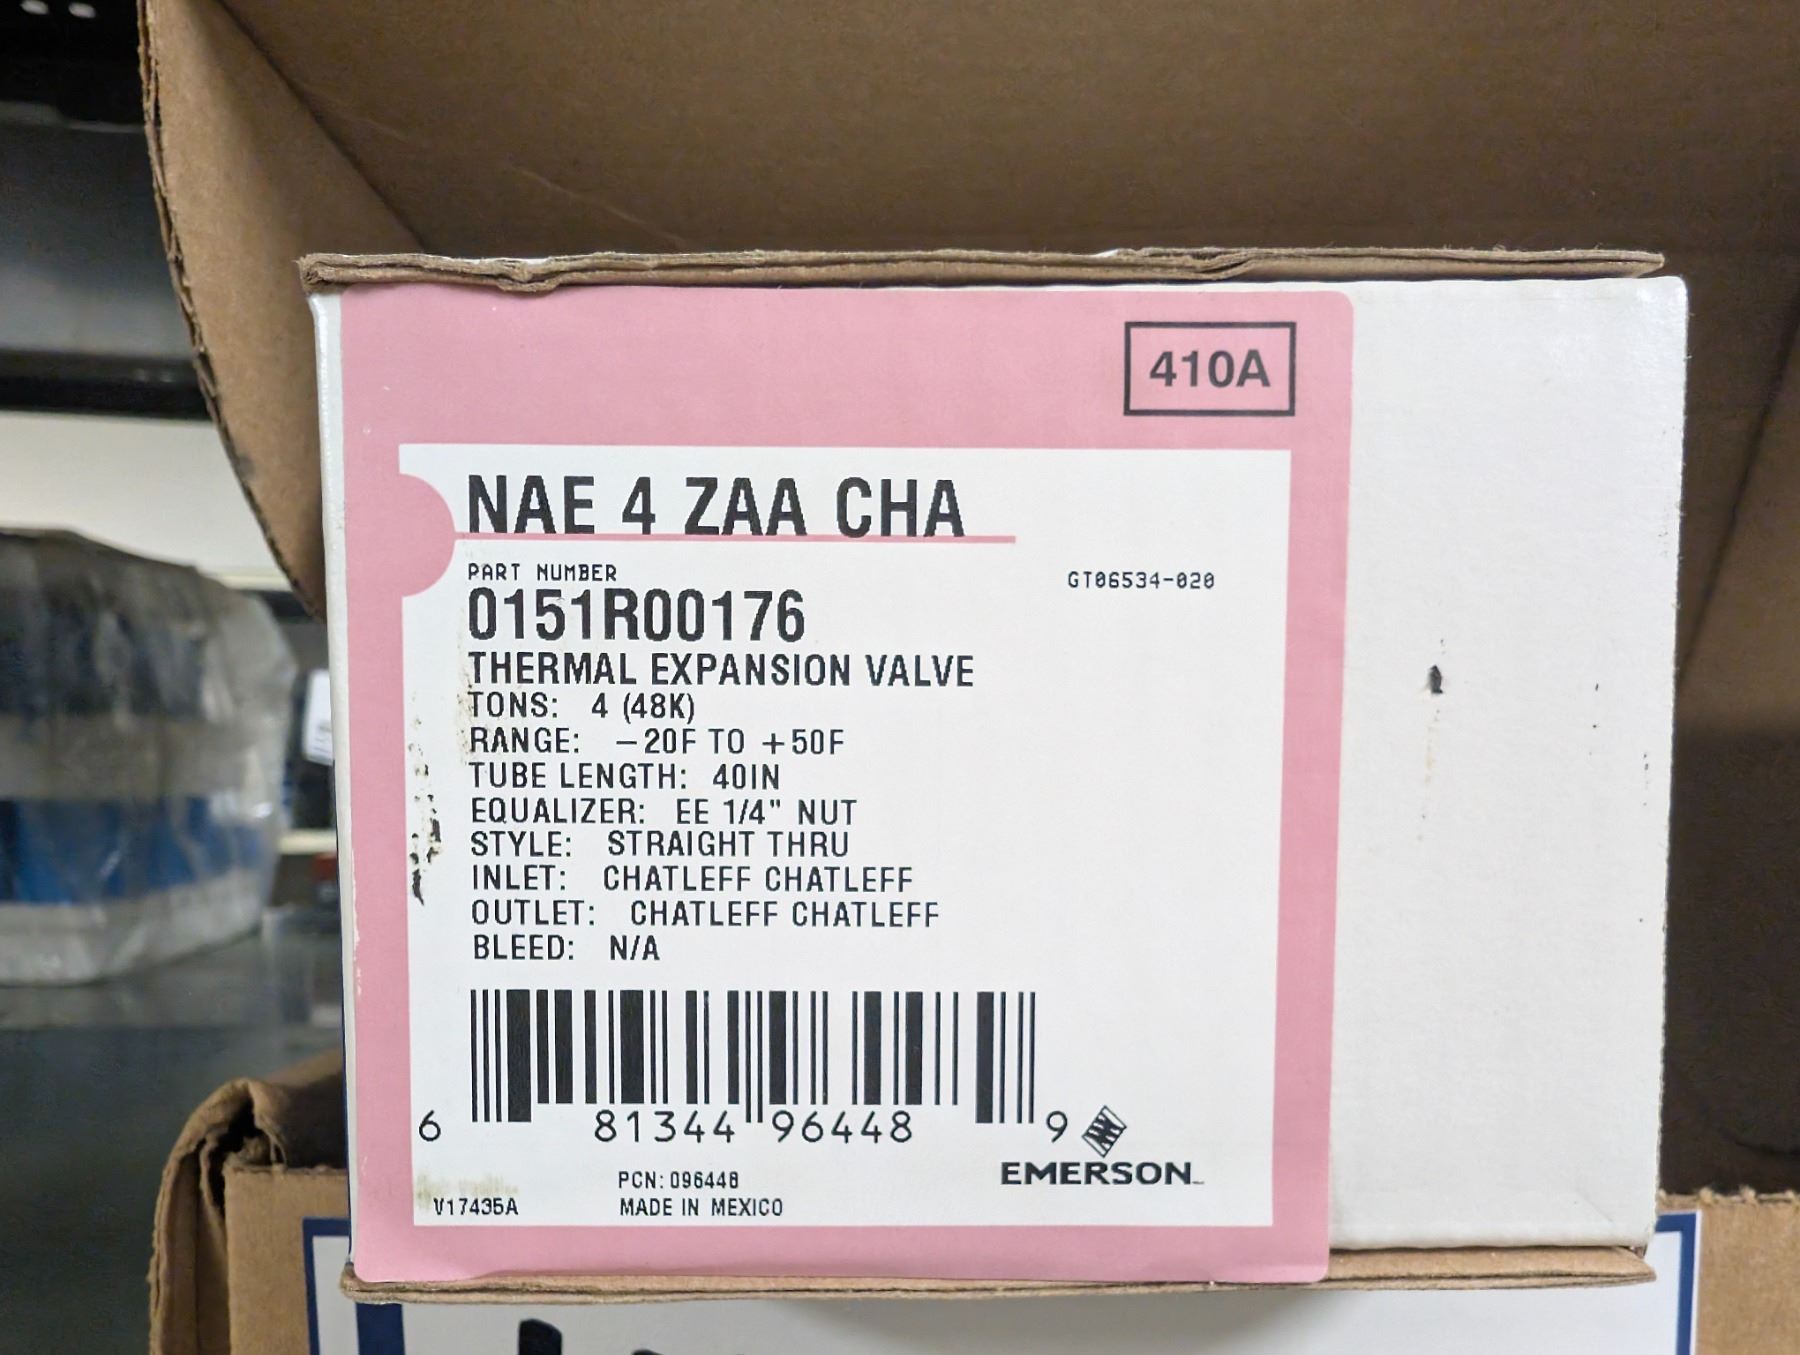 410A
NAE 4 ZAA CHA
PART NUMBER
GT06534-020
0151R00176
THERMAL EXPANSION VALVE
TONS: 4 (48K)
RANGE: -20F TO +50F
TUBE LENGTH: 40IN
EQUALIZER: EE 1/4" NUT
STYLE: STRAIGHT THRU
INLET: CHATLEFF CHATLEFF
OUTLET: CHATLEFF CHATLEFF
BLEED: N/A
6 81344 96448 9
EMERSON
PCN: 096448
V17435A
MADE IN MEXICO